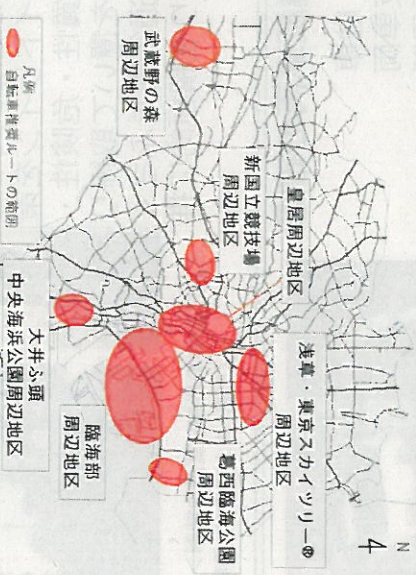 武蔵野の森
周辺地区
新国立競技場
周辺地区
皇居周辺地区
浅草・東京スカイツリー®
周辺地区
葛西臨海公園
周辺地区
臨海部
周辺地区
大井ふ頭
中央海浜公園周辺地区
凡例
自転車推奨ルートの範囲
N
4